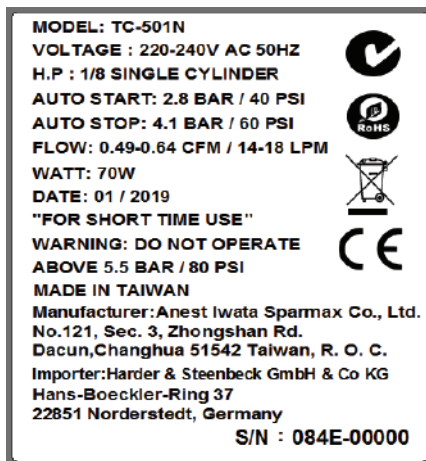 MODEL: TC-501N
VOLTAGE : 220-240V AC 50HZ
H.P : 1/8 SINGLE CYLINDER
AUTO START: 2.8 BAR / 40 PSI
AUTO STOP: 4.1 BAR / 60 PSI
RoHS
FLOW: 0.49-0.64 CFM / 14-18 LPM
WATT: 70W
DATE: 01 / 2019
"FOR SHORT TIME USE"
WARNING: DO NOT OPERATE
CE
ABOVE 5.5 BAR / 80 PSI
MADE IN TAIWAN
Manufacturer:Anest Iwata Sparmax Co., Ltd.
No.121, Sec. 3, Zhongshan Rd.
Dacun,Changhua 51542 Taiwan, R. O. C.
Importer:Harder & Steenbeck GmbH & Co KG
Hans-Boeckler-Ring 37
22851 Norderstedt, Germany
S/N : 084E-00000